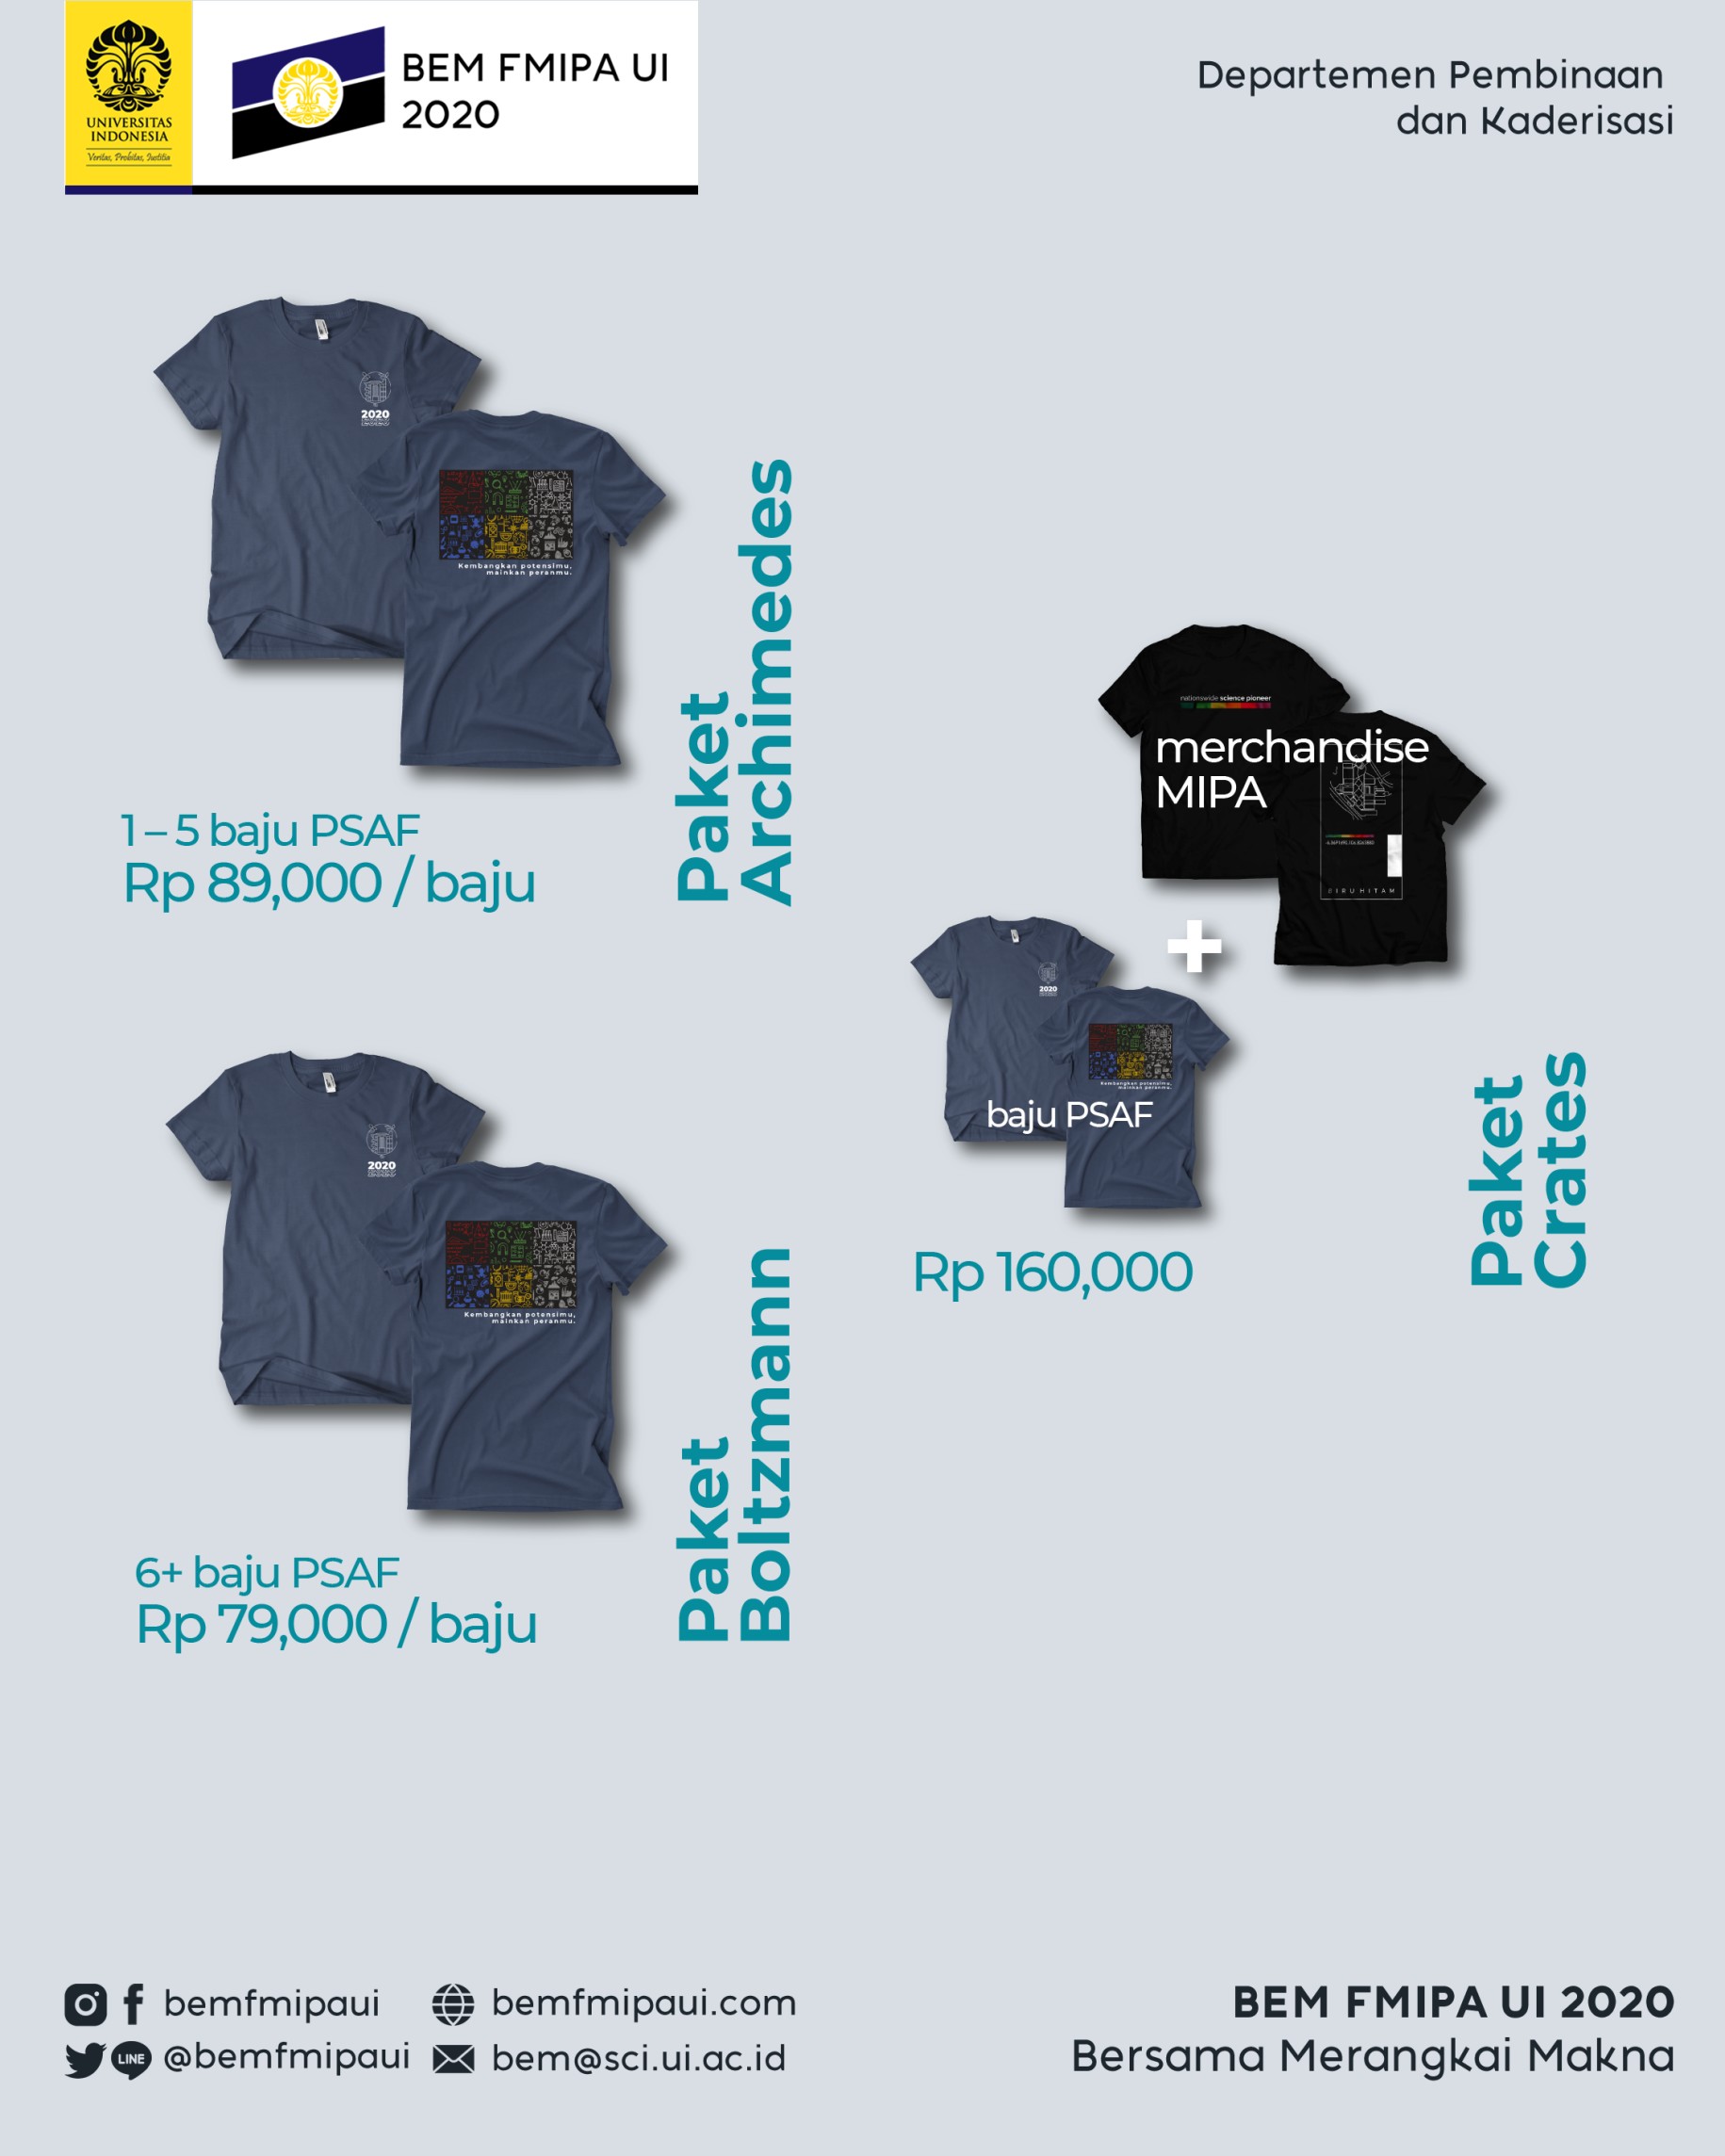 UNIVERSITAS
INDONESIA
Veritas, Probitas, Justitia
BEM FMIPA UI
2020
Departemen Pembinaan
dan Kaderisasi
2020
Kembangkan potensimu,
mainkan peranmu.
1 – 5 baju PSAF
Rp 89,000 / baju
Paket
Archimedes
2020
Kembangkan potensimu,
mainkan peranmu.
6+ baju PSAF
Rp 79,000 / baju
Paket
Boltzmann
nationwide science pioneer
merchandise
MIPA
BIRUHITAM
+
2020
Kembangkan potensimu,
mainkan peranmu.
baju PSAF
Rp 160,000
Paket
Crates
bemfmipaui
bemfmipaui.com
LINE
@bemfmipaui
bem@sci.ui.ac.id
BEM FMIPA UI 2020
Bersama Merangkai Makna